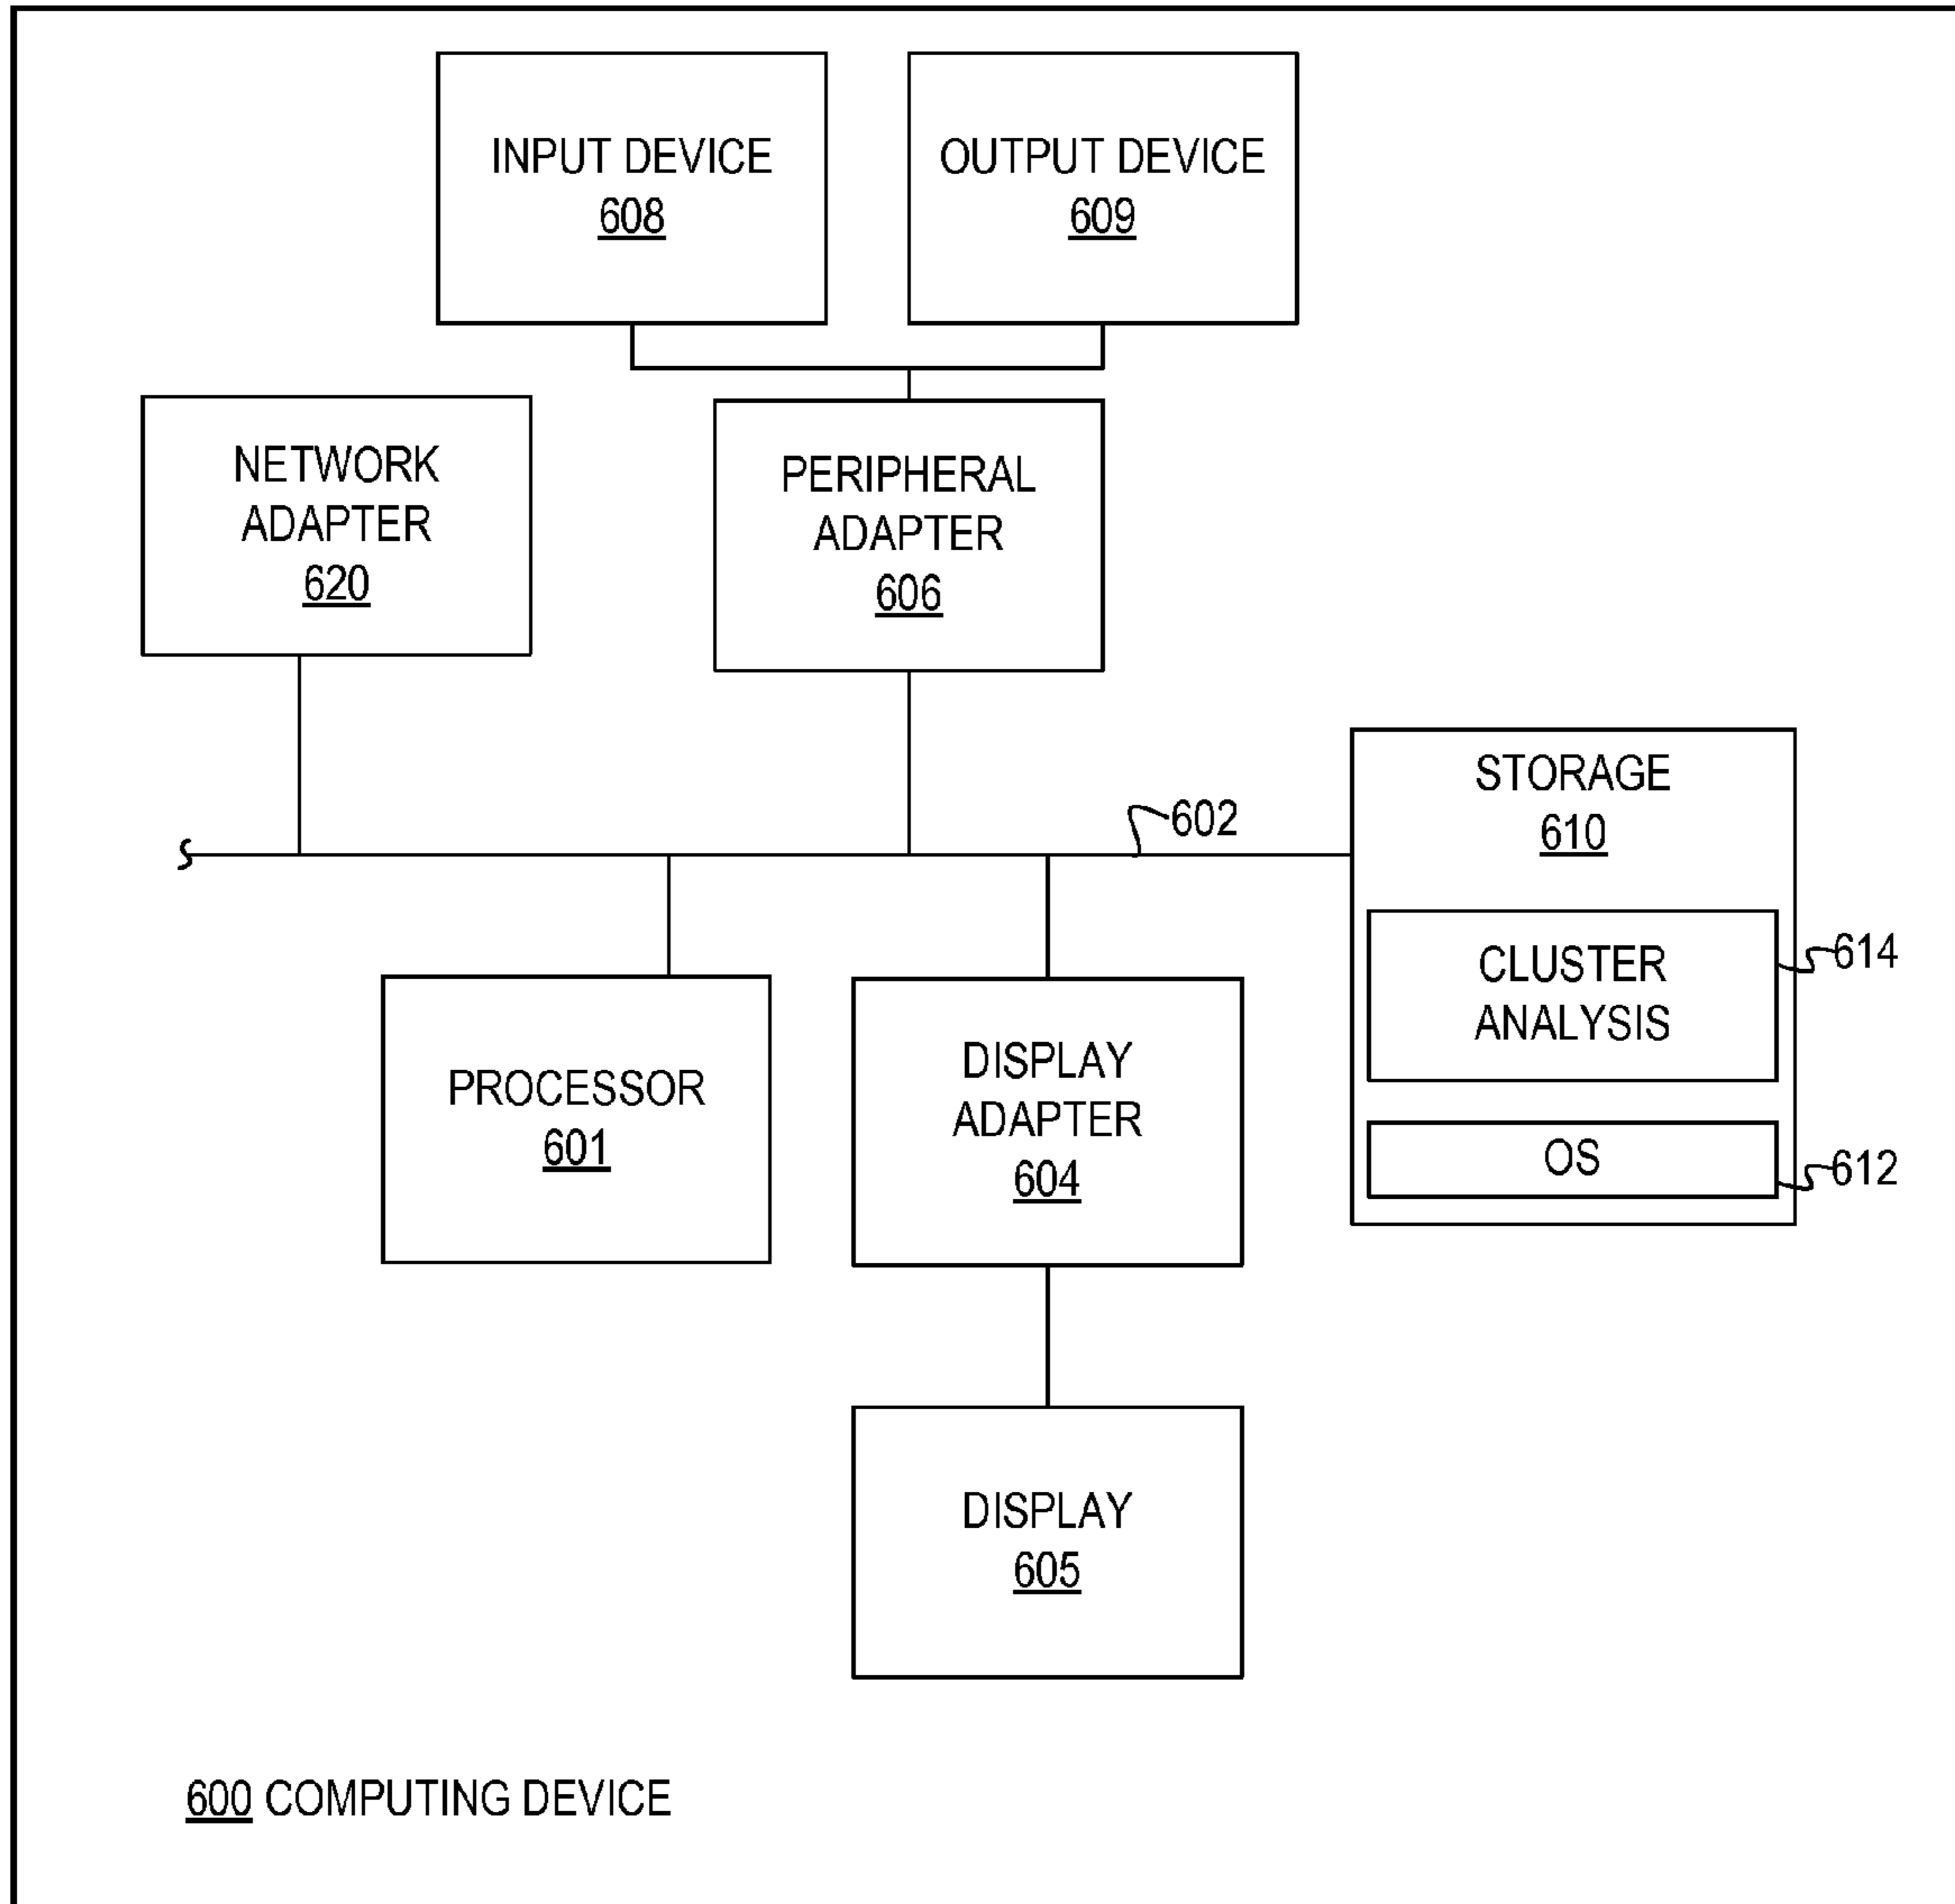 INPUT DEVICE
608
OUTPUT DEVICE
609
NETWORK
ADAPTER
620
PERIPHERAL
ADAPTER
606
602
STORAGE
610
CLUSTER
ANALYSIS
614
OS
612
PROCESSOR
601
DISPLAY
ADAPTER
604
DISPLAY
605
600 COMPUTING DEVICE